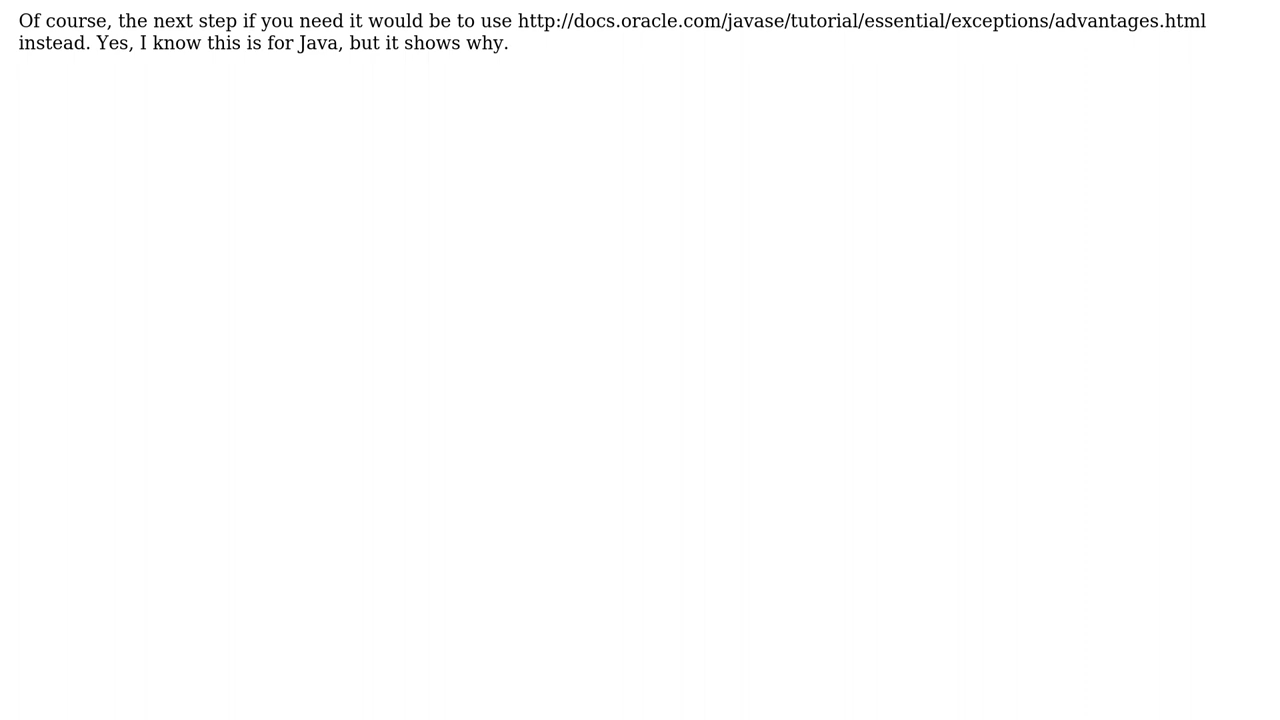 Of course, the next step if you need it would be to use http://docs.oracle.com/javase/tutorial/essential/exceptions/advantages.html
instead. Yes, I know this is for Java, but it shows why.